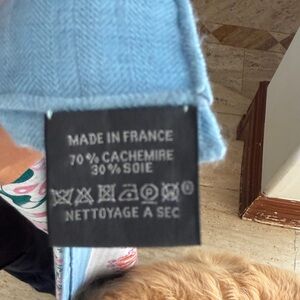 MADE IN FRANCE
70 % CACHEMIRE
30 % SOIE
NETTOYAGE A SEC